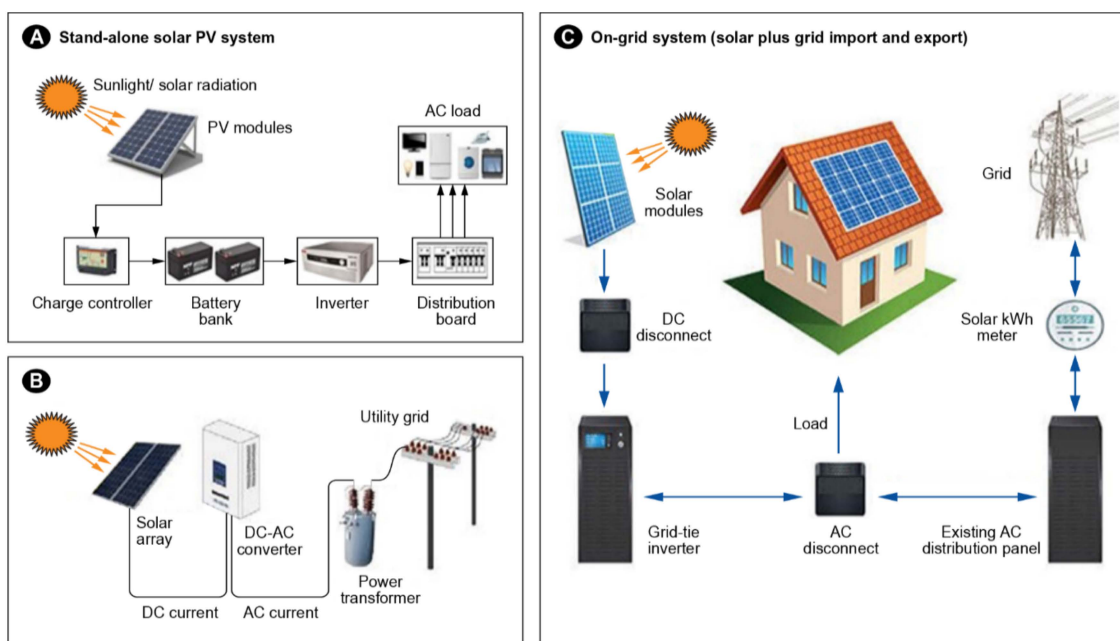 A Stand-alone solar PV system
Sunlight/ solar radiation
PV modules
AC load
Charge controller
Battery
bank
Inverter
Distribution
board
B
Utility grid
Solar
array
DC-AC
converter
Power
transformer
DC current
AC current
C On-grid system (solar plus grid import and export)
Solar
modules
Grid
DC
disconnect
Solar kWh
meter
Load
Grid-tie
inverter
AC
disconnect
Existing AC
distribution panel